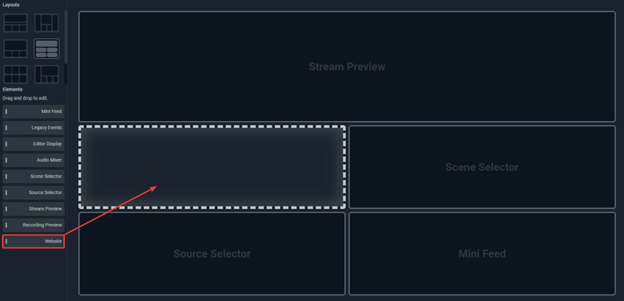 Layouts
Stream Preview
Elements
Drag and drop to edit.
Mini Feed
Legacy Events
Editor Display
Audio Mixer
Scene Selector
Source Selector
Stream Preview
Recording Preview
Website
Scene Selector
Source Selector
Mini Feed